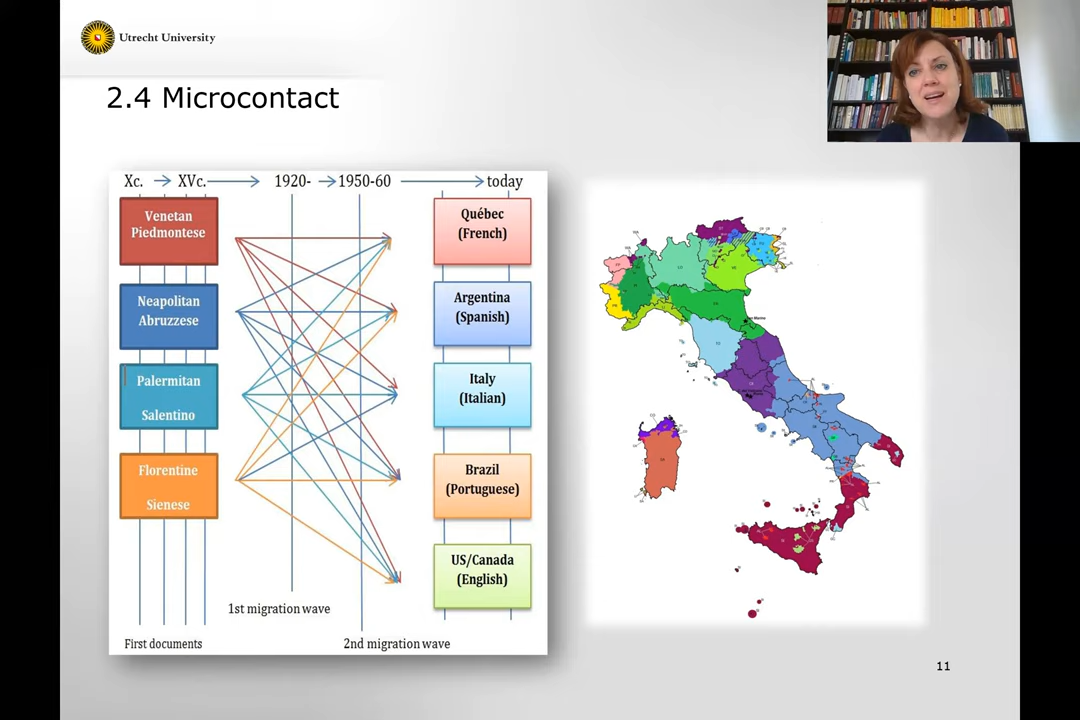 Utrecht University
2.4 Microcontact
Xc. → XVc. → 1920- → 1950-60 → today
Venetan
Piedmontese
Neapolitan
Abruzzese
Palermitan
Salentino
Florentine
Sienese
Québec
(French)
Argentina
(Spanish)
Italy
(Italian)
Brazil
(Portuguese)
US/Canada
(English)
1st migration wave
First documents
2nd migration wave
11